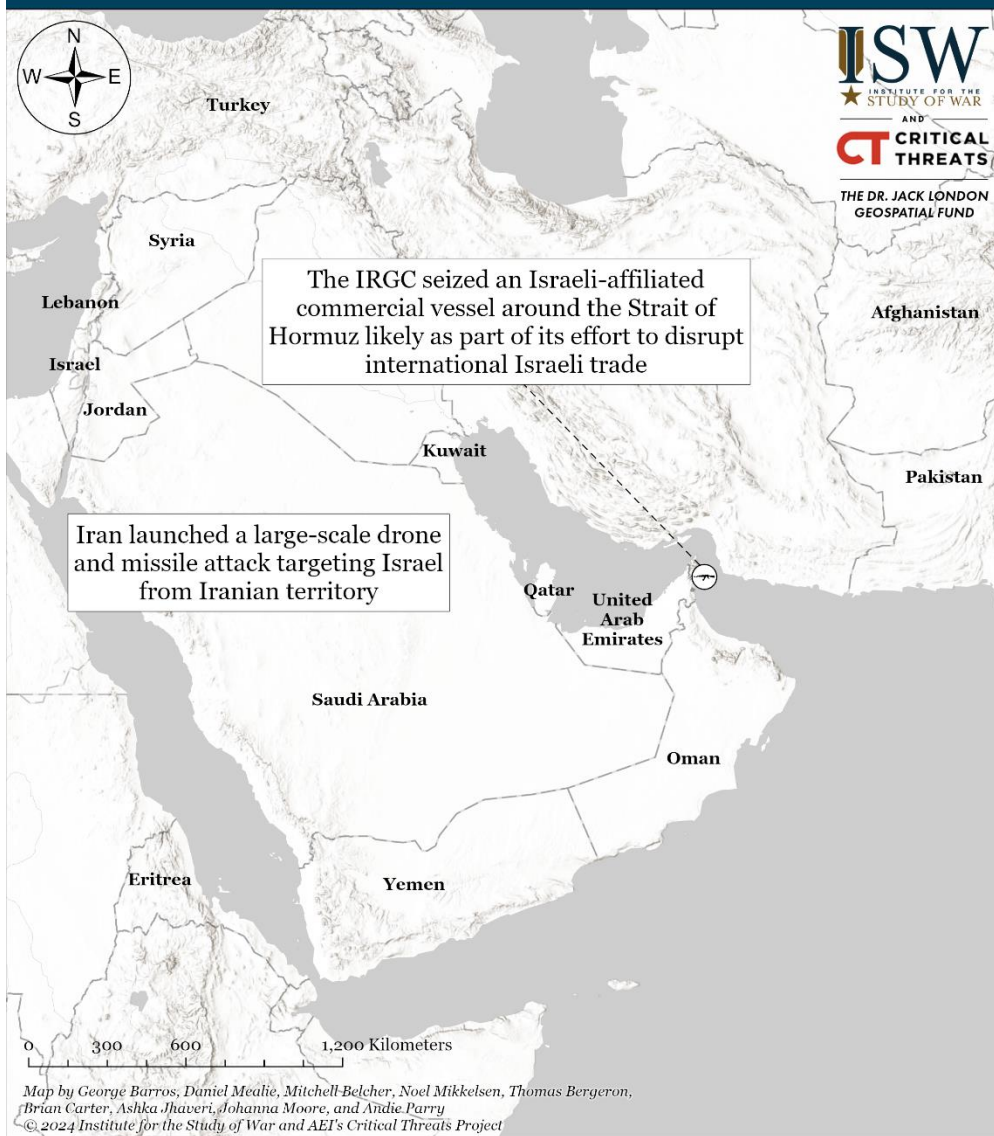 N
W
E
S
ISW
INSTITUTE FOR THE
STUDY OF WAR
AND
CT CRITICAL
THREATS
THE DR. JACK LONDON
GEOSPATIAL FUND
Turkey
Syria
Lebanon
Israel
Jordan
The IRGC seized an Israeli-affiliated
commercial vessel around the Strait of
Hormuz likely as part of its effort to disrupt
international Israeli trade
Afghanistan
Kuwait
Pakistan
Iran launched a large-scale drone
and missile attack targeting Israel
from Iranian territory
Qatar
United
Arab
Emirates
Saudi Arabia
Oman
Eritrea
Yemen
0 300 600 1,200 Kilometers
Map by George Barros, Daniel Mealie, Mitchell Belcher, Noel Mikkelsen, Thomas Bergeron,
Brian Carter, Ashka Jhaveri, Johanna Moore, and Andie Parry
© 2024 Institute for the Study of War and AEI's Critical Threats Project